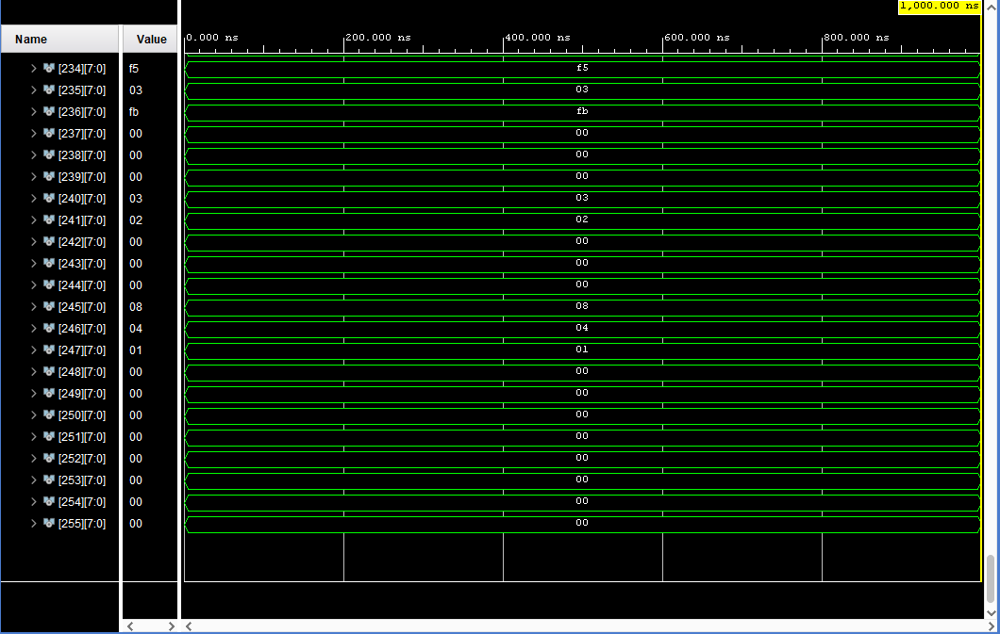 1,000.000 ns
Name Value
0.000 ns 200.000 ns 400.000 ns 600.000 ns 800.000 ns
[234][7:0] f5 f5
[235][7:0] 03 03
[236][7:0] fb fb
[237][7:0] 00 00
[238][7:0] 00 00
[239][7:0] 00 00
[240][7:0] 03 03
[241][7:0] 02 02
[242][7:0] 00 00
[243][7:0] 00 00
[244][7:0] 00 00
[245][7:0] 08 08
[246][7:0] 04 04
[247][7:0] 01 01
[248][7:0] 00 00
[249][7:0] 00 00
[250][7:0] 00 00
[251][7:0] 00 00
[252][7:0] 00 00
[253][7:0] 00 00
[254][7:0] 00 00
[255][7:0] 00 00